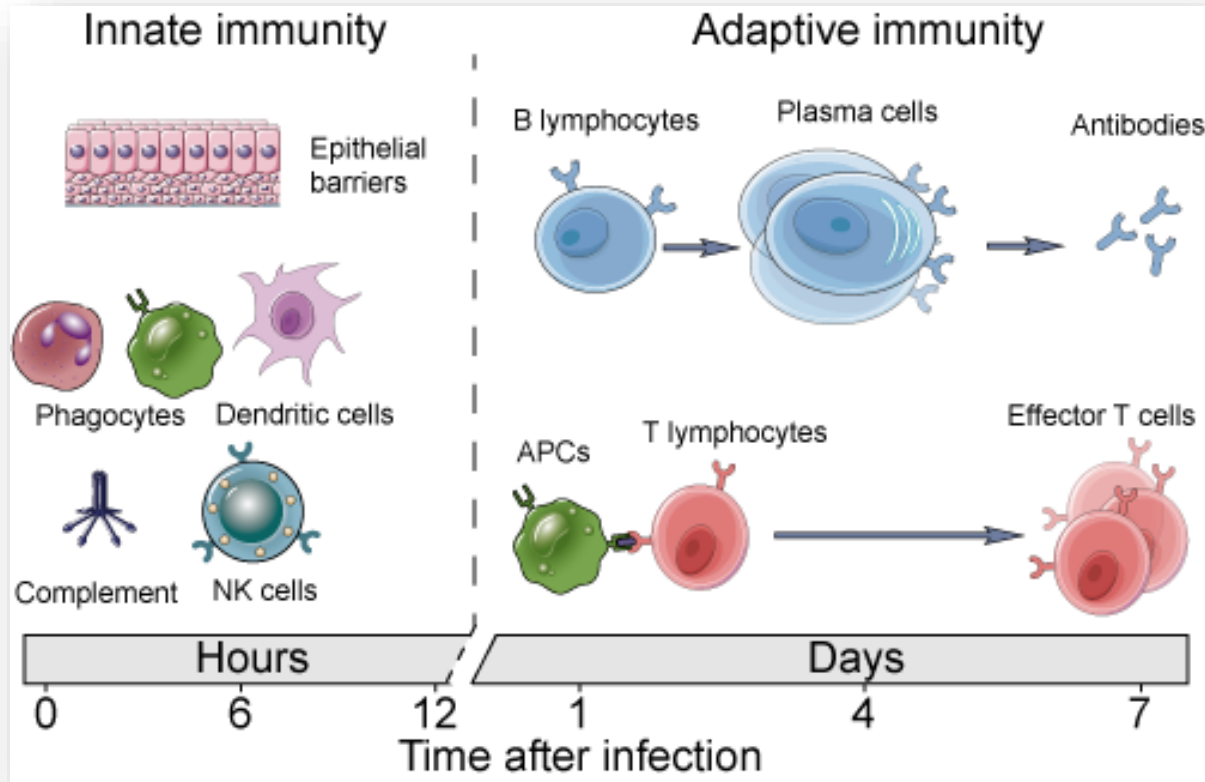 Innate immunity
Adaptive immunity
Epithelial
barriers
B lymphocytes
Plasma cells
Antibodies
Phagocytes
Dendritic cells
APCs
T lymphocytes
Effector T cells
Complement
NK cells
Hours
Days
0
6
12
1
4
7
Time after infection